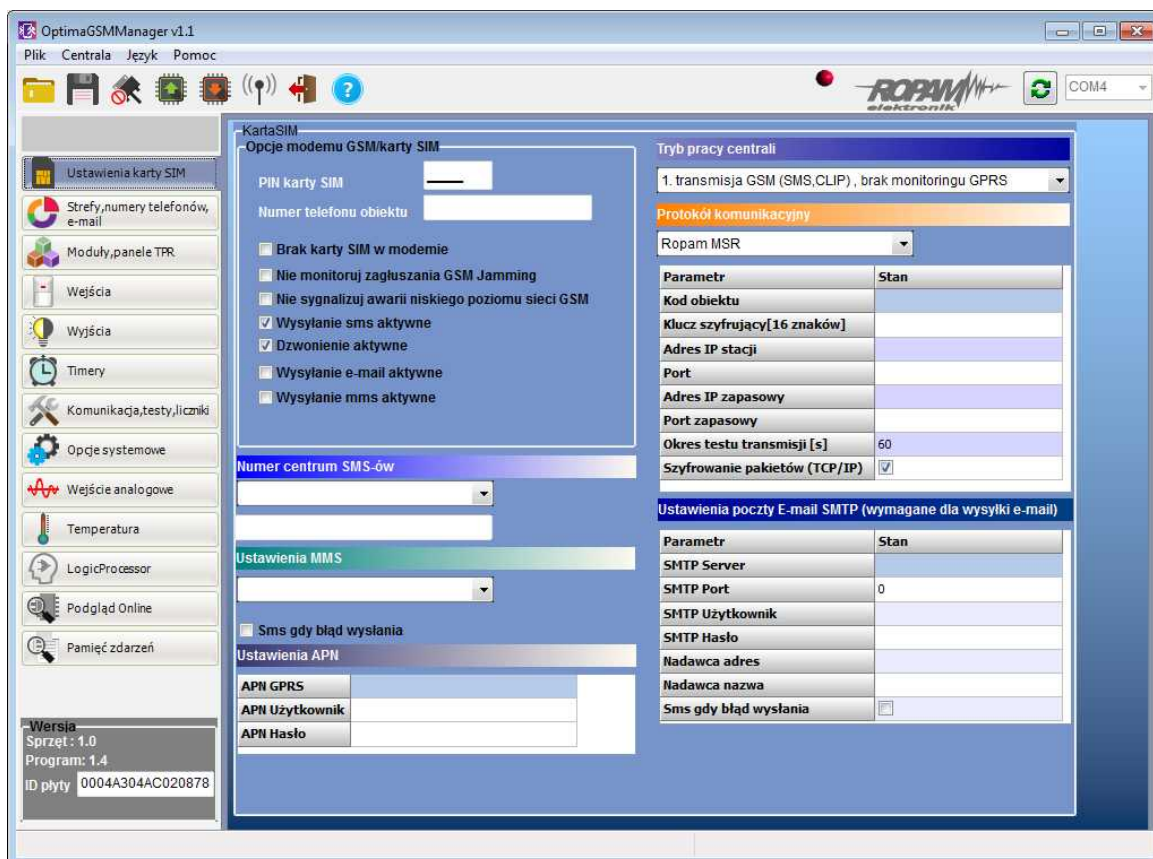 OptimaGSMManager v1.1
Plik Centrala Język Pomoc
ROPAM
elektronik
COM4
Ustawienia karty SIM
Strefy,numery telefonów,
e-mail
Moduły,panele TPR
Wejścia
Wyjścia
Timery
Komunikacja,testy,liczniki
Opcje systemowe
Wejście analogowe
Temperatura
LogicProcessor
Podgląd Online
Pamięć zdarzeń
Wersja
Sprzęt : 1.0
Program: 1.4
ID płyty 0004A304AC020878
KartaSIM
Opcje modemu GSM/karty SIM
PIN karty SIM
Numer telefonu obiektu
Brak karty SIM w modemie
Nie monitoruj zagłuszania GSM Jamming
Nie sygnalizuj awarii niskiego poziomu sieci GSM
Wysyłanie sms aktywne
Dzwonienie aktywne
Wysyłanie e-mail aktywne
Wysyłanie mms aktywne
Numer centrum SMS-ów
Ustawienia MMS
Sms gdy błąd wysłania
Ustawienia APN
APN GPRS
APN Użytkownik
APN Hasło
Tryb pracy centrali
1. transmisja GSM (SMS,CLIP) , brak monitoringu GPRS
Protokół komunikacyjny
Ropam MSR
Parametr Stan
Kod obiektu
Klucz szyfrujący[16 znaków]
Adres IP stacji
Port
Adres IP zapasowy
Port zapasowy
Okres testu transmisji [s] 60
Szyfrowanie pakietów (TCP/IP)
Ustawienia poczty E-mail SMTP (wymagane dla wysyłki e-mail)
Parametr Stan
SMTP Server
SMTP Port 0
SMTP Użytkownik
SMTP Hasło
Nadawca adres
Nadawca nazwa
Sms gdy błąd wysłania